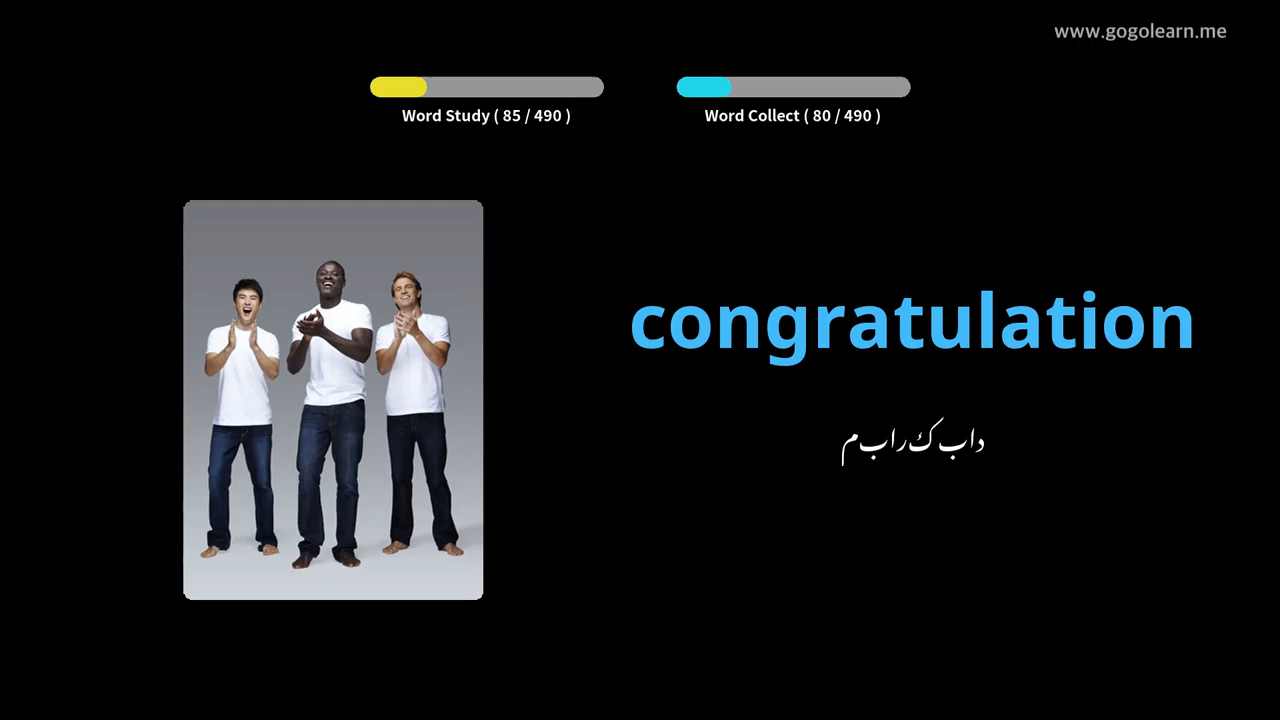 www.gogolearn.me
Word Study ( 85 / 490 )
Word Collect ( 80 / 490 )
congratulation
داب ك راب م